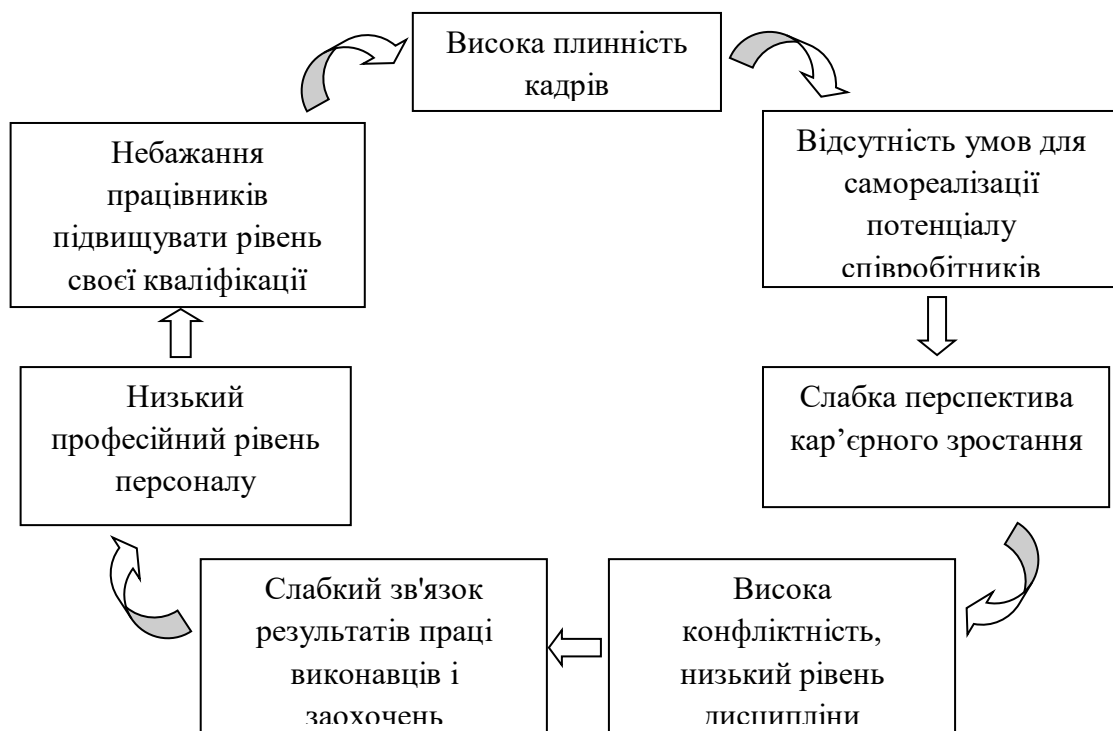 Висока плинність
кадрів
Відсутність умов для
самореалізації
потенціалу
співробітників
Слабка перспектива
кар’єрного зростання
Висока
конфліктність,
низький рівень
дисципліни
Слабкий зв'язок
результатів праці
виконавців і
заохочень
Низький
професійний рівень
персоналу
Небажання
працівників
підвищувати рівень
своєї кваліфікації